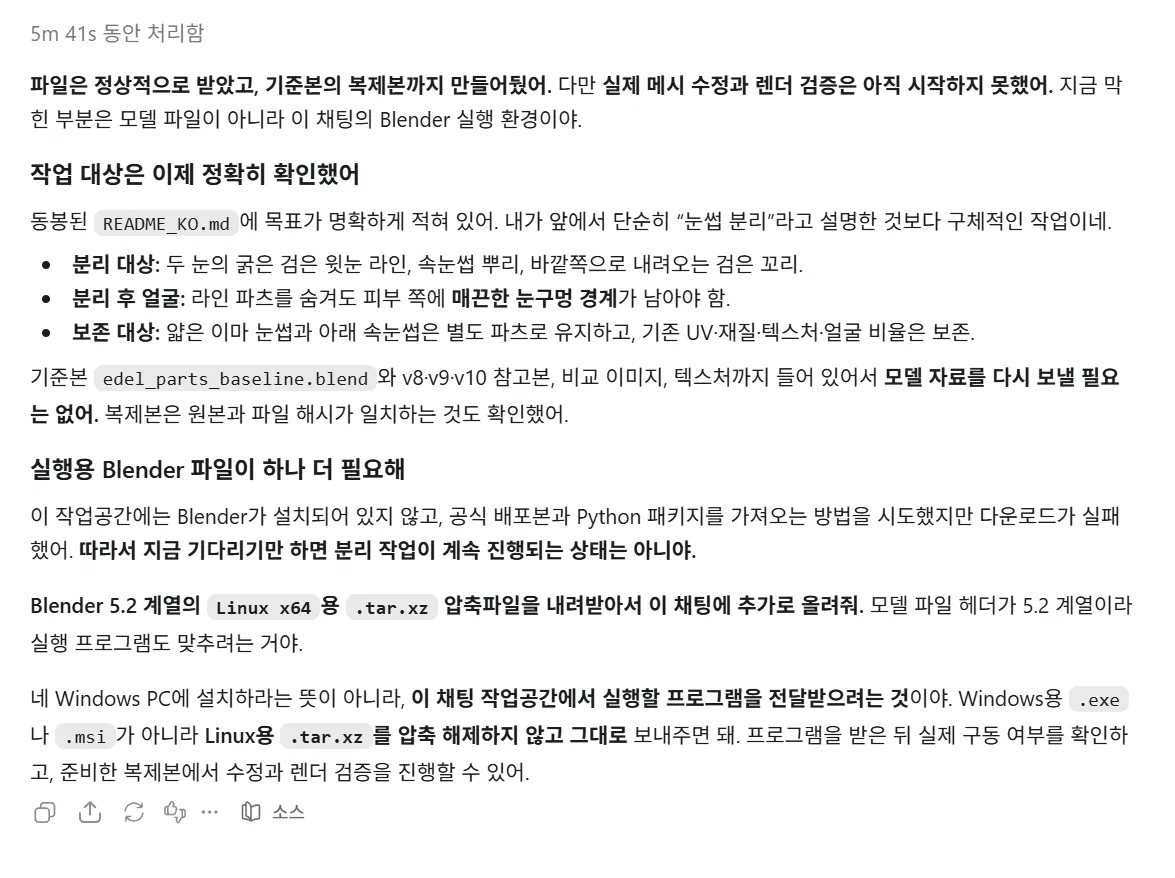 5m 41s 동안 처리함
파일은 정상적으로 받았고, 기준본의 복제본까지 만들어뒀어. 다만 실제 메시 수정과 렌더 검증은 아직 시작하지 못했어. 지금 막
힌 부분은 모델 파일이 아니라 이 채팅의 Blender 실행 환경이야.
작업 대상은 이제 정확히 확인했어
동봉된 README_KO.md에 목표가 명확하게 적혀 있어. 내가 앞에서 단순히 “눈썹 분리”라고 설명한 것보다 구체적인 작업이네.
• 분리 대상: 두 눈의 굵은 검은 윗눈 라인, 속눈썹 뿌리, 바깥쪽으로 내려오는 검은 꼬리.
• 분리 후 얼굴: 라인 파츠를 숨겨도 피부 쪽에 매끈한 눈구멍 경계가 남아야 함.
• 보존 대상: 얇은 이마 눈썹과 아래 속눈썹은 별도 파츠로 유지하고, 기존 UV·재질·텍스처·얼굴 비율은 보존.
기준본 edel_parts_baseline.blend와 v8·v9·v10 참고본, 비교 이미지, 텍스처까지 들어 있어서 모델 자료를 다시 보낼 필요
는 없어. 복제본은 원본과 파일 해시가 일치하는 것도 확인했어.
실행용 Blender 파일이 하나 더 필요해
이 작업공간에는 Blender가 설치되어 있지 않고, 공식 배포본과 Python 패키지를 가져오는 방법을 시도했지만 다운로드가 실패
했어. 따라서 지금 기다리기만 하면 분리 작업이 계속 진행되는 상태는 아니야.
Blender 5.2 계열의 Linux x64용 .tar.xz 압축파일을 내려받아서 이 채팅에 추가로 올려줘. 모델 파일 헤더가 5.2 계열이라
실행 프로그램도 맞추려는 거야.
네 Windows PC에 설치하라는 뜻이 아니라, 이 채팅 작업공간에서 실행할 프로그램을 전달받으려는 것이야. Windows용 .exe
나 .msi가 아니라 Linux용 .tar.xz를 압축 해제하지 않고 그대로 보내주면 돼. 프로그램을 받은 뒤 실제 구동 여부를 확인하
고, 준비한 복제본에서 수정과 렌더 검증을 진행할 수 있어.
소스